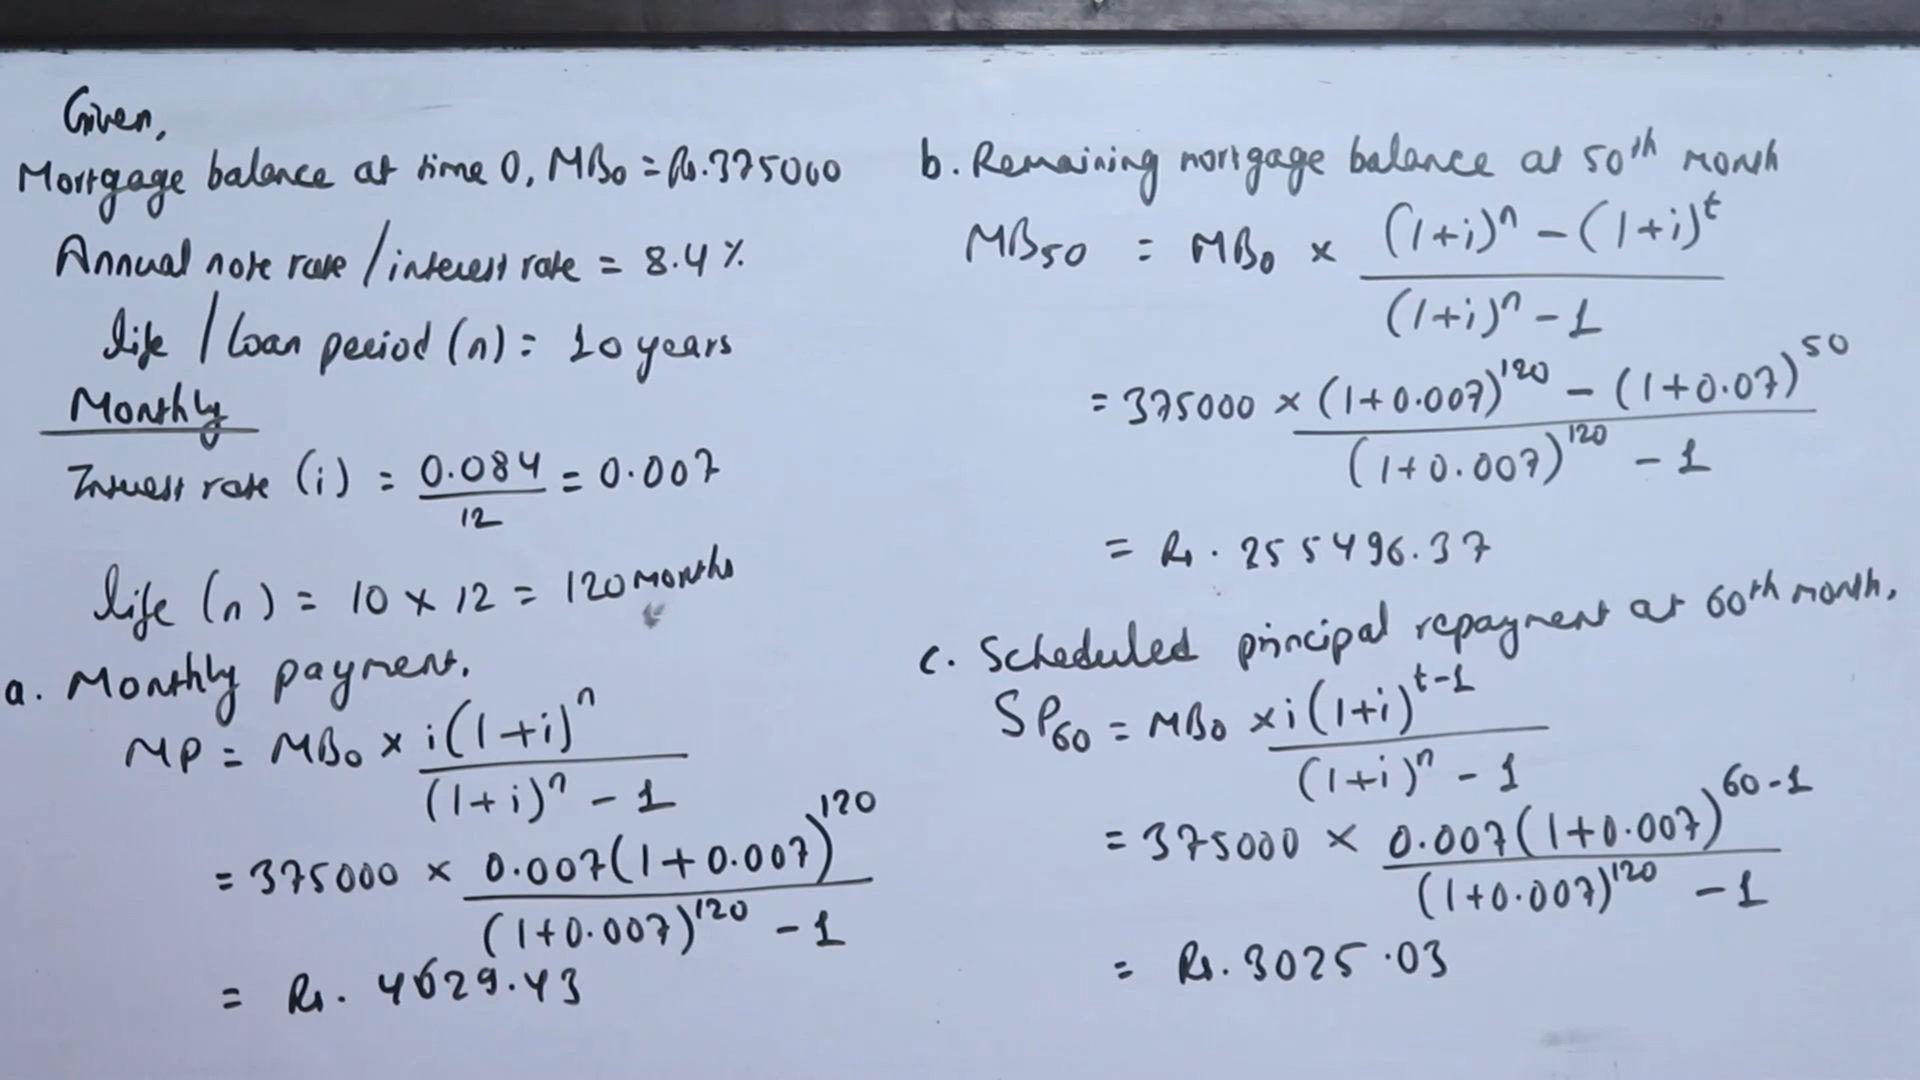 Given,
Mortgage balance at time 0, MB₀ = Rs.375000
Annual note rate / interest rate = 8.4 %
life / loan period (n) = 10 years
Monthly
Interest rate (i) = 0.084/12 = 0.007
life (n) = 10 × 12 = 120 months
a. Monthly payment.
MP = MB₀ × i(1+i)ⁿ / (1+i)ⁿ - 1
= 375000 × 0.007(1+0.007)¹²⁰ / (1+0.007)¹²⁰ - 1
= Rs. 4629.43
b. Remaining mortgage balance at 50th month
MB₅₀ = MB₀ × (1+i)ⁿ - (1+i)ᵗ / (1+i)ⁿ - 1
= 375000 × (1+0.007)¹²⁰ - (1+0.07)⁵⁰ / (1+0.007)¹²⁰ - 1
= Rs. 255496.37
c. Scheduled principal repayment at 60th month,
SP₆₀ = MB₀ × i(1+i)ᵗ⁻¹ / (1+i)ⁿ - 1
= 375000 × 0.007(1+0.007)⁶⁰⁻¹ / (1+0.007)¹²⁰ - 1
= Rs. 3025.03